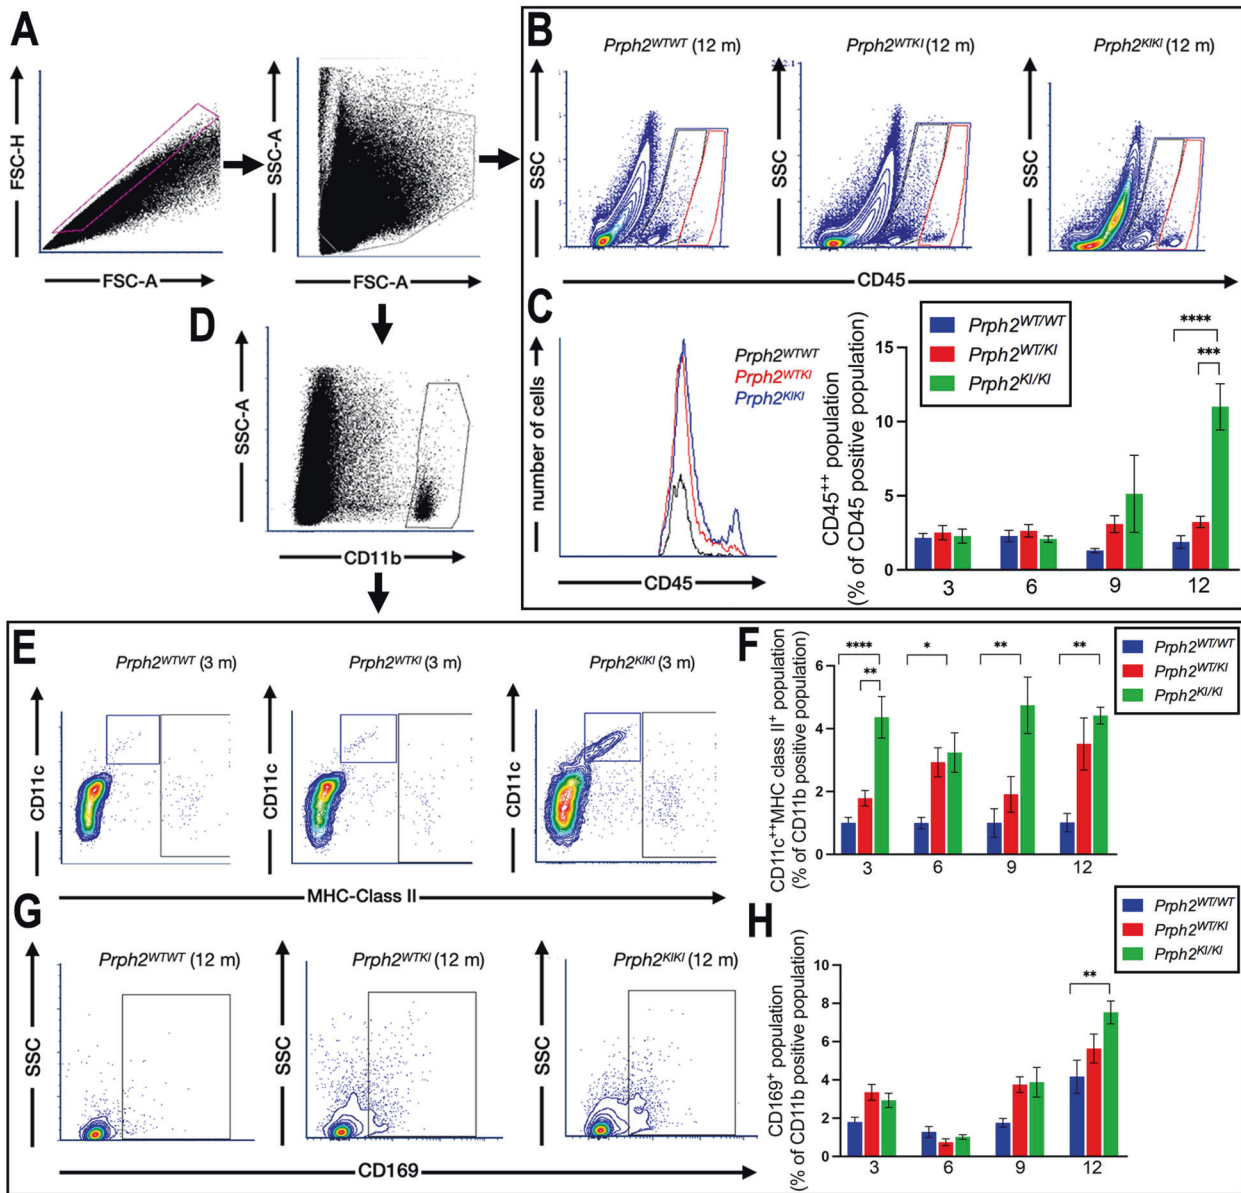 A
FSC-H
FSC-A
SSC-A
FSC-A
B
Prph2WTWT (12 m)
Prph2WTKI (12 m)
Prph2KIKI (12 m)
SSC
SSC
SSC
CD45
C
number of cells
CD45
Prph2WTWT
Prph2WTKI
Prph2KIKI
CD45++ population
(% of CD45 positive population)
15
10
5
0
3 6 9 12
Prph2WT/WT
Prph2WT/KI
Prph2KI/KI
****
***
D
SSC-A
CD11b
E
Prph2WTWT (3 m)
Prph2WTKI (3 m)
Prph2KIKI (3 m)
CD11c
CD11c
CD11c
MHC-Class II
F
CD11c++MHC class II+ population
(% of CD11b positive population)
6
4
2
0
3 6 9 12
****
**
*
**
**
Prph2WT/WT
Prph2WT/KI
Prph2KI/KI
G
Prph2WTWT (12 m)
Prph2WTKI (12 m)
Prph2KIKI (12 m)
SSC
SSC
SSC
CD169
H
CD169+ population
(% of CD11b positive population)
10
8
6
4
2
0
3 6 9 12
**
Prph2WT/WT
Prph2WT/KI
Prph2KI/KI